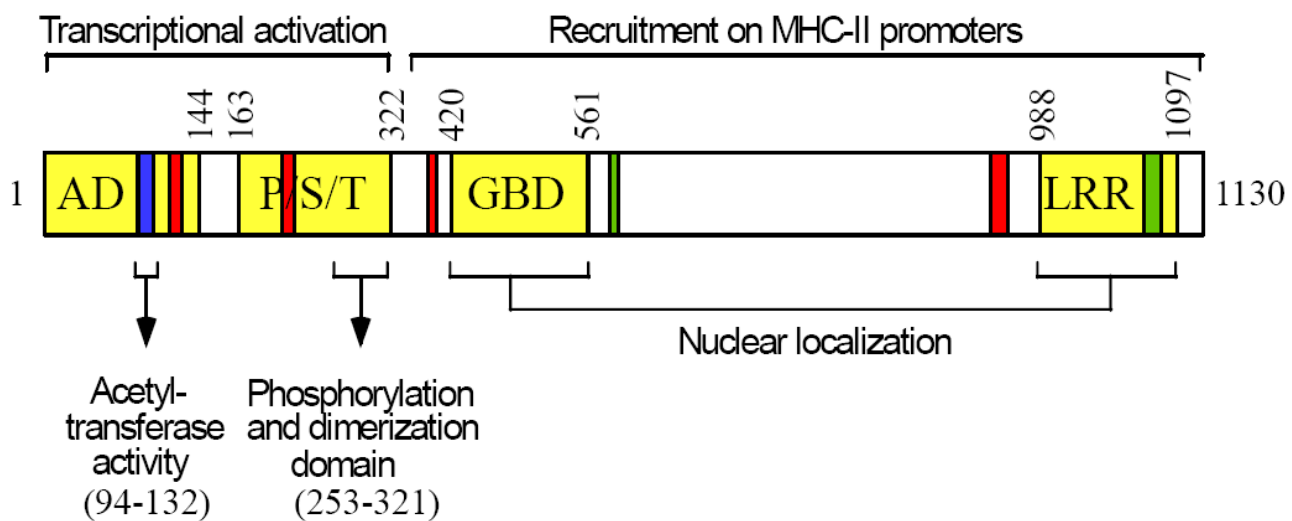 Transcriptional activation
Recruitment on MHC-II promoters
144
163
322
420
561
988
1097
1
AD
P/S/T
GBD
LRR
1130
Nuclear localization
Acetyl-
transferase
activity
(94-132)
Phosphorylation
and dimerization
domain
(253-321)